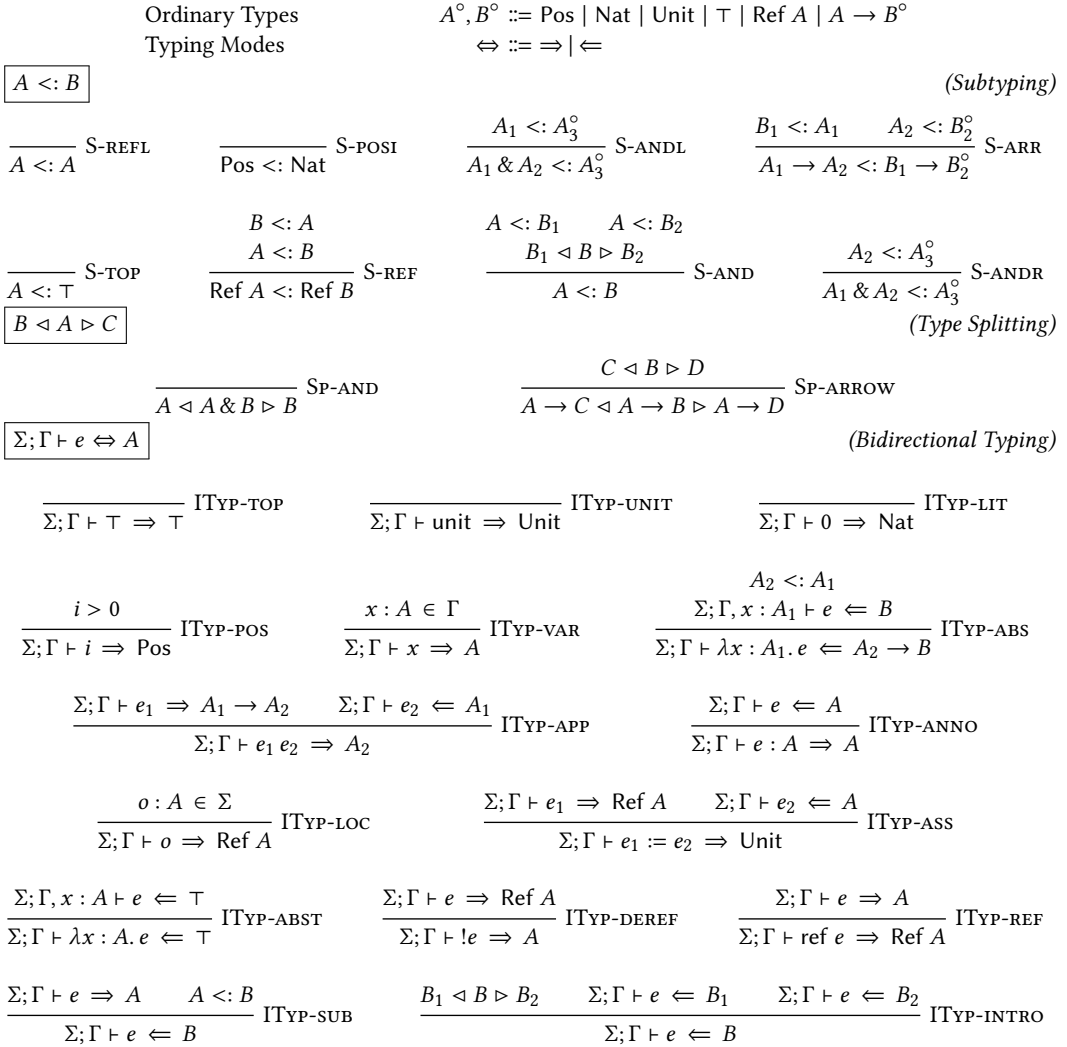 Ordinary Types A°, B° ::= Pos | Nat | Unit | ⊤ | Ref A | A → B°
Typing Modes ⇔ ::= ⇒ | ⇐
A <: B (Subtyping)
A <: A S-REFL
Pos <: Nat S-POSI
A₁ <: A₃°
A₁ & A₂ <: A₃° S-ANDL
B₁ <: A₁ A₂ <: B₂°
A₁ → A₂ <: B₁ → B₂° S-ARR
A <: ⊤ S-TOP
B <: A
A <: B
Ref A <: Ref B S-REF
A <: B₁ A <: B₂
B₁ ◁ B ▷ B₂
A <: B S-AND
A₂ <: A₃°
A₁ & A₂ <: A₃° S-ANDR
B ◁ A ▷ C (Type Splitting)
A ◁ A & B ▷ B SP-AND
C ◁ B ▷ D
A → C ◁ A → B ▷ A → D SP-ARROW
Σ; Γ ⊢ e ⇔ A (Bidirectional Typing)
Σ; Γ ⊢ ⊤ ⇒ ⊤ ITYP-TOP
Σ; Γ ⊢ unit ⇒ Unit ITYP-UNIT
Σ; Γ ⊢ 0 ⇒ Nat ITYP-LIT
i > 0
Σ; Γ ⊢ i ⇒ Pos ITYP-POS
x : A ∈ Γ
Σ; Γ ⊢ x ⇒ A ITYP-VAR
A₂ <: A₁
Σ; Γ, x : A₁ ⊢ e ⇐ B
Σ; Γ ⊢ λx : A₁. e ⇐ A₂ → B ITYP-ABS
Σ; Γ ⊢ e₁ ⇒ A₁ → A₂ Σ; Γ ⊢ e₂ ⇐ A₁
Σ; Γ ⊢ e₁ e₂ ⇒ A₂ ITYP-APP
Σ; Γ ⊢ e ⇐ A
Σ; Γ ⊢ e : A ⇒ A ITYP-ANNO
o : A ∈ Σ
Σ; Γ ⊢ o ⇒ Ref A ITYP-LOC
Σ; Γ ⊢ e₁ ⇒ Ref A Σ; Γ ⊢ e₂ ⇐ A
Σ; Γ ⊢ e₁ := e₂ ⇒ Unit ITYP-ASS
Σ; Γ, x : A ⊢ e ⇐ ⊤
Σ; Γ ⊢ λx : A. e ⇐ ⊤ ITYP-ABST
Σ; Γ ⊢ e ⇒ Ref A
Σ; Γ ⊢ !e ⇒ A ITYP-DEREF
Σ; Γ ⊢ e ⇒ A
Σ; Γ ⊢ ref e ⇒ Ref A ITYP-REF
Σ; Γ ⊢ e ⇒ A A <: B
Σ; Γ ⊢ e ⇐ B ITYP-SUB
B₁ ◁ B ▷ B₂ Σ; Γ ⊢ e ⇐ B₁ Σ; Γ ⊢ e ⇐ B₂
Σ; Γ ⊢ e ⇐ B ITYP-INTRO